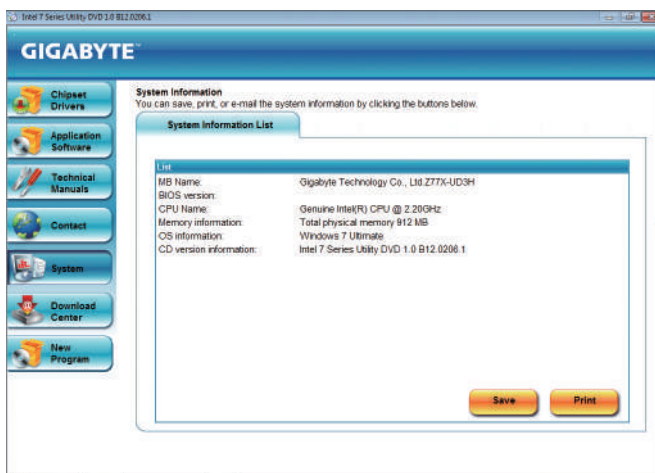 Intel 7 Series Utility DVD 1.0 B12.0206.1
GIGABYTE™
Chipset
Drivers
Application
Software
Technical
Manuals
Contact
System
Download
Center
New
Program
System Information
You can save, print, or e-mail the system information by clicking the buttons below.
System Information List
List
MB Name: Gigabyte Technology Co., Ltd.Z77X-UD3H
BIOS version:
CPU Name: Genuine Intel(R) CPU @ 2.20GHz
Memory information: Total physical memory 912 MB
OS information: Windows 7 Ultimate
CD version information: Intel 7 Series Utility DVD 1.0 B12.0206.1
Save Print